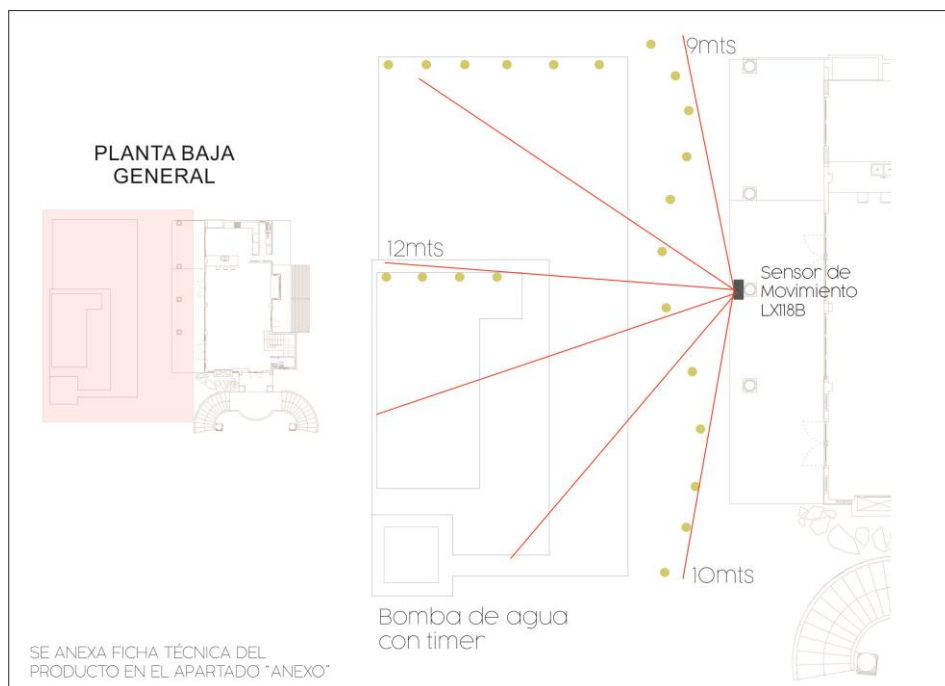 PLANTA BAJA
GENERAL
9mts
12mts
Sensor de
Movimiento
LX118B
10mts
Bomba de agua
con timer
SE ANEXA FICHA TÉCNICA DEL
PRODUCTO EN EL APARTADO "ANEXO"